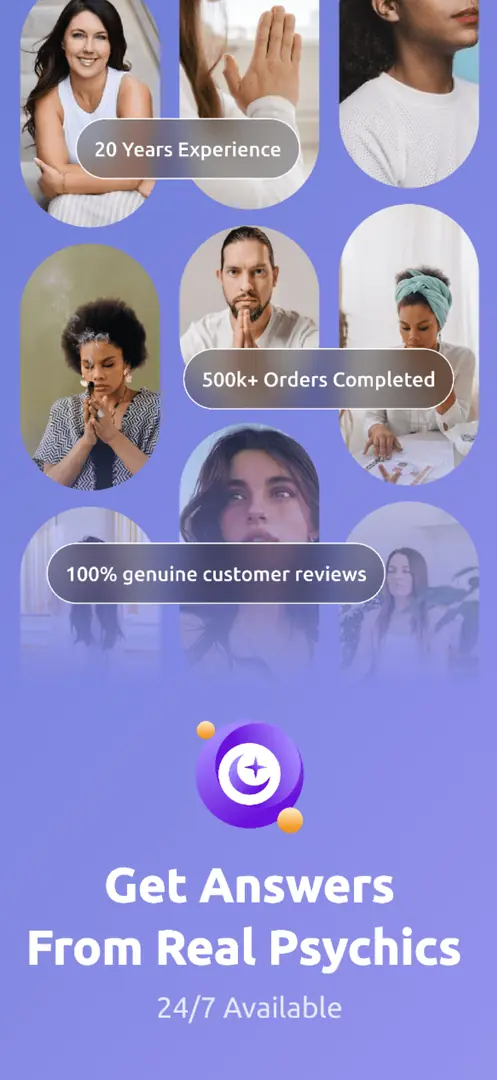 20 Years Experience
500k+ Orders Completed
100% genuine customer reviews
Get Answers
From Real Psychics
24/7 Available